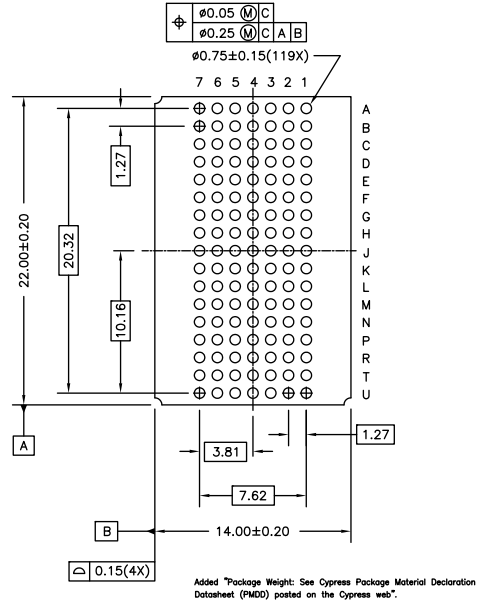 ⌖ ø0.05 Ⓜ C
ø0.25 Ⓜ C A B
ø0.75±0.15(119X)
7 6 5 4 3 2 1
A
B
C
D
E
F
G
H
J
K
L
M
N
P
R
T
U
1.27
20.32
22.00±0.20
10.16
A
1.27
3.81
7.62
B
14.00±0.20
⌓ 0.15(4X)
Added "Package Weight: See Cypress Package Material Declaration
Datasheet (PMDD) posted on the Cypress web".